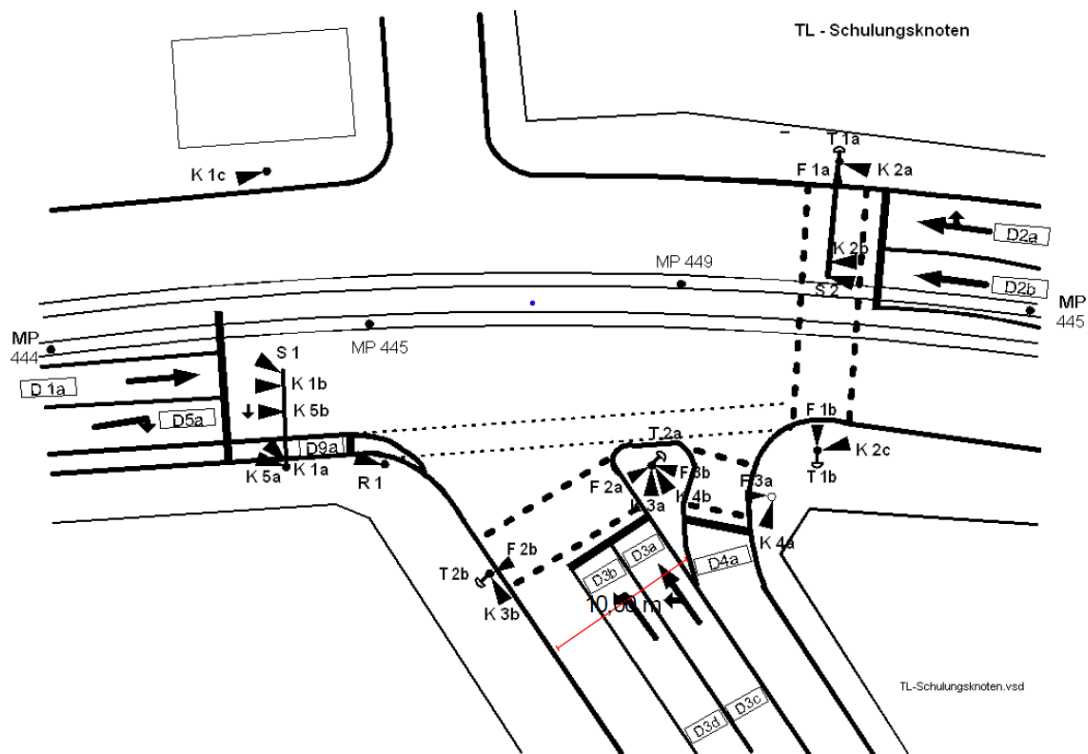 TL - Schulungsknoten
T 1a
K 1c
F 1a
K 2a
D2a
K 2b
MP 449
D2b
S 2
MP
445
MP
444
MP 445
S 1
K 1b
D 1a
K 5b
D5a
F 1b
D9a
T 2a
K 2c
K 5a
K 1a
R 1
F 2a
F 3b
F 3a
T 1b
K 4b
K 3a
K 4a
F 2b
D3a
D4a
T 2b
D3b
K 3b
10,00 m
TL-Schulungsknoten.vsd
D3c
D3d